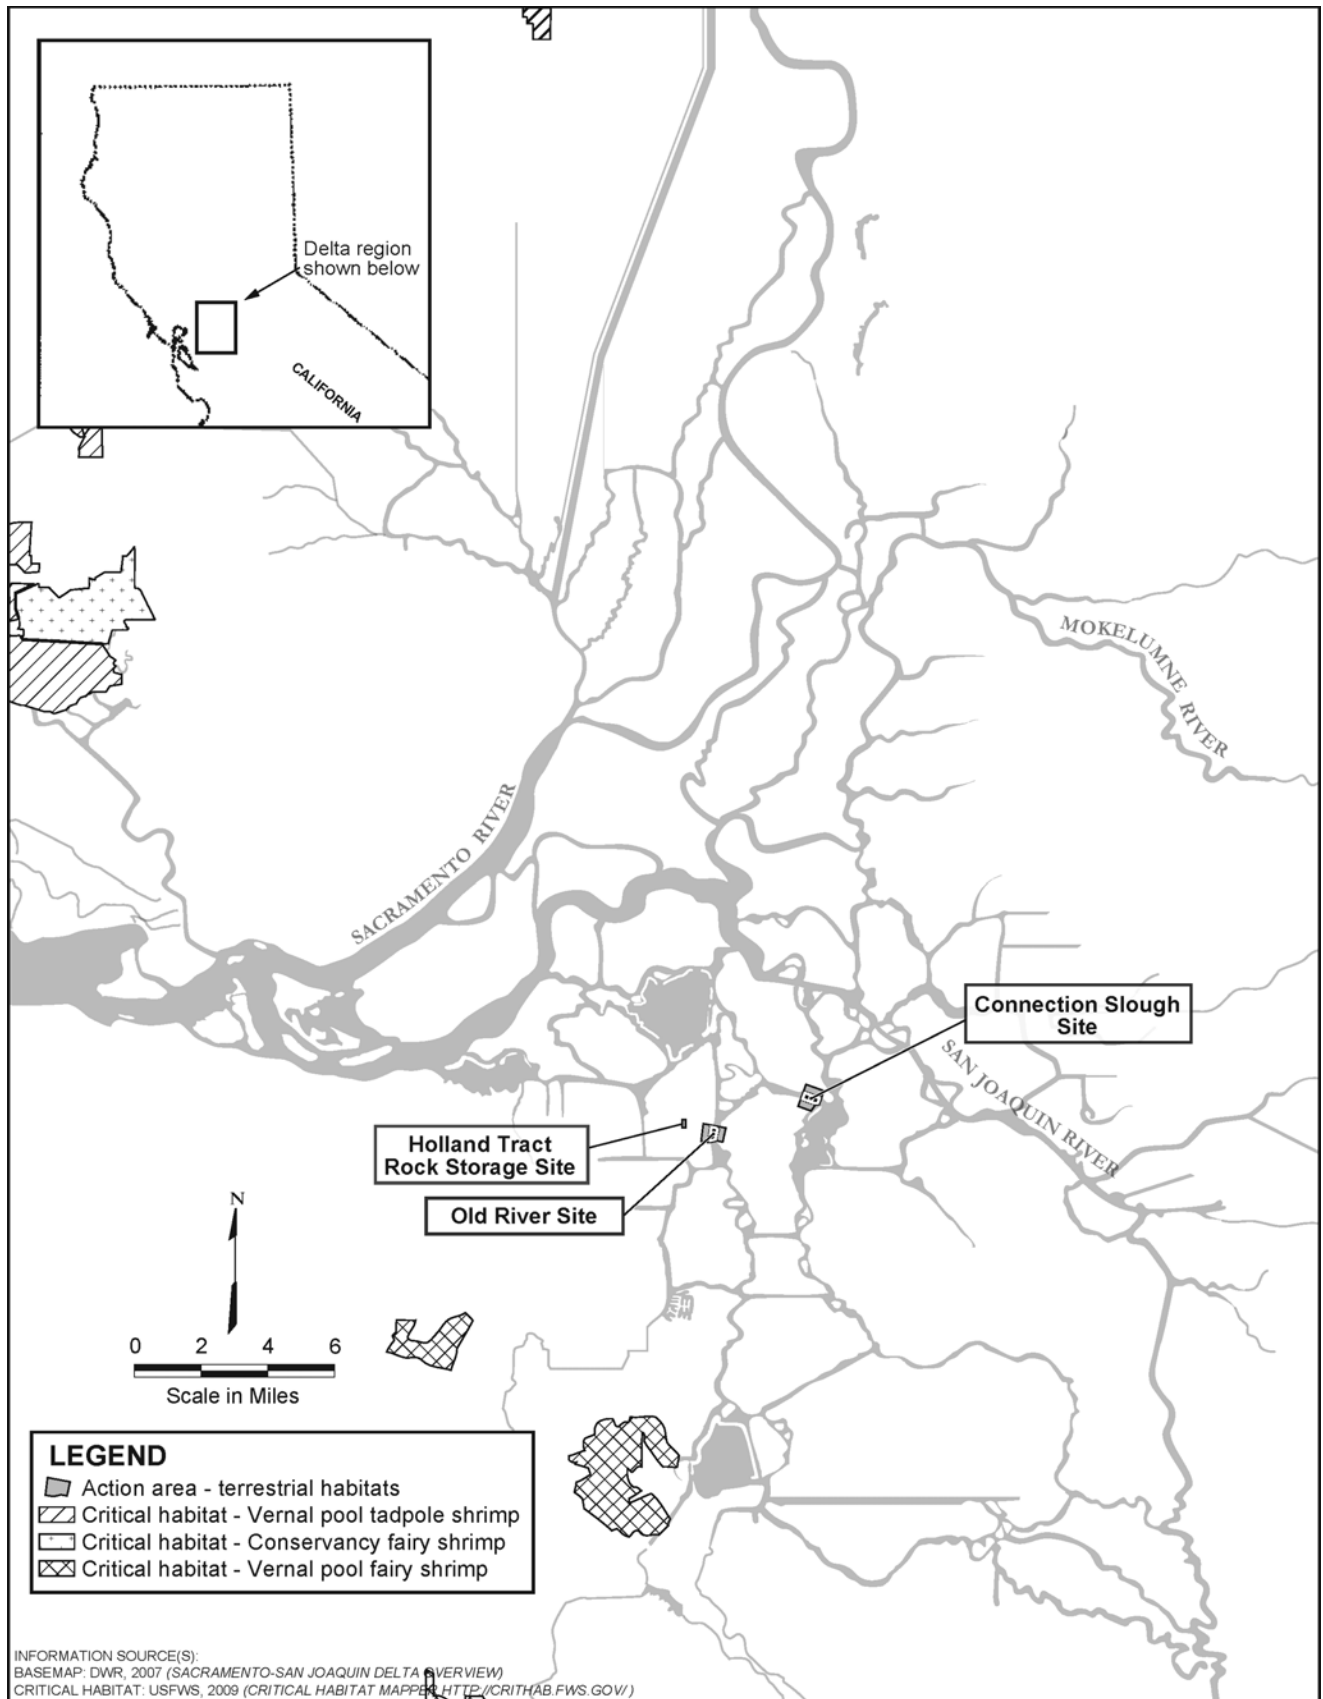 Delta region
shown below
CALIFORNIA
MOKELUMNE RIVER
SACRAMENTO RIVER
Connection Slough
Site
SAN JOAQUIN RIVER
Holland Tract
Rock Storage Site
Old River Site
N
0 2 4 6
Scale in Miles
LEGEND
Action area - terrestrial habitats
Critical habitat - Vernal pool tadpole shrimp
Critical habitat - Conservancy fairy shrimp
Critical habitat - Vernal pool fairy shrimp
INFORMATION SOURCE(S):
BASEMAP: DWR, 2007 (SACRAMENTO-SAN JOAQUIN DELTA OVERVIEW)
CRITICAL HABITAT: USFWS, 2009 (CRITICAL HABITAT MAPPER HTTP://CRITHAB.FWS.GOV/ )